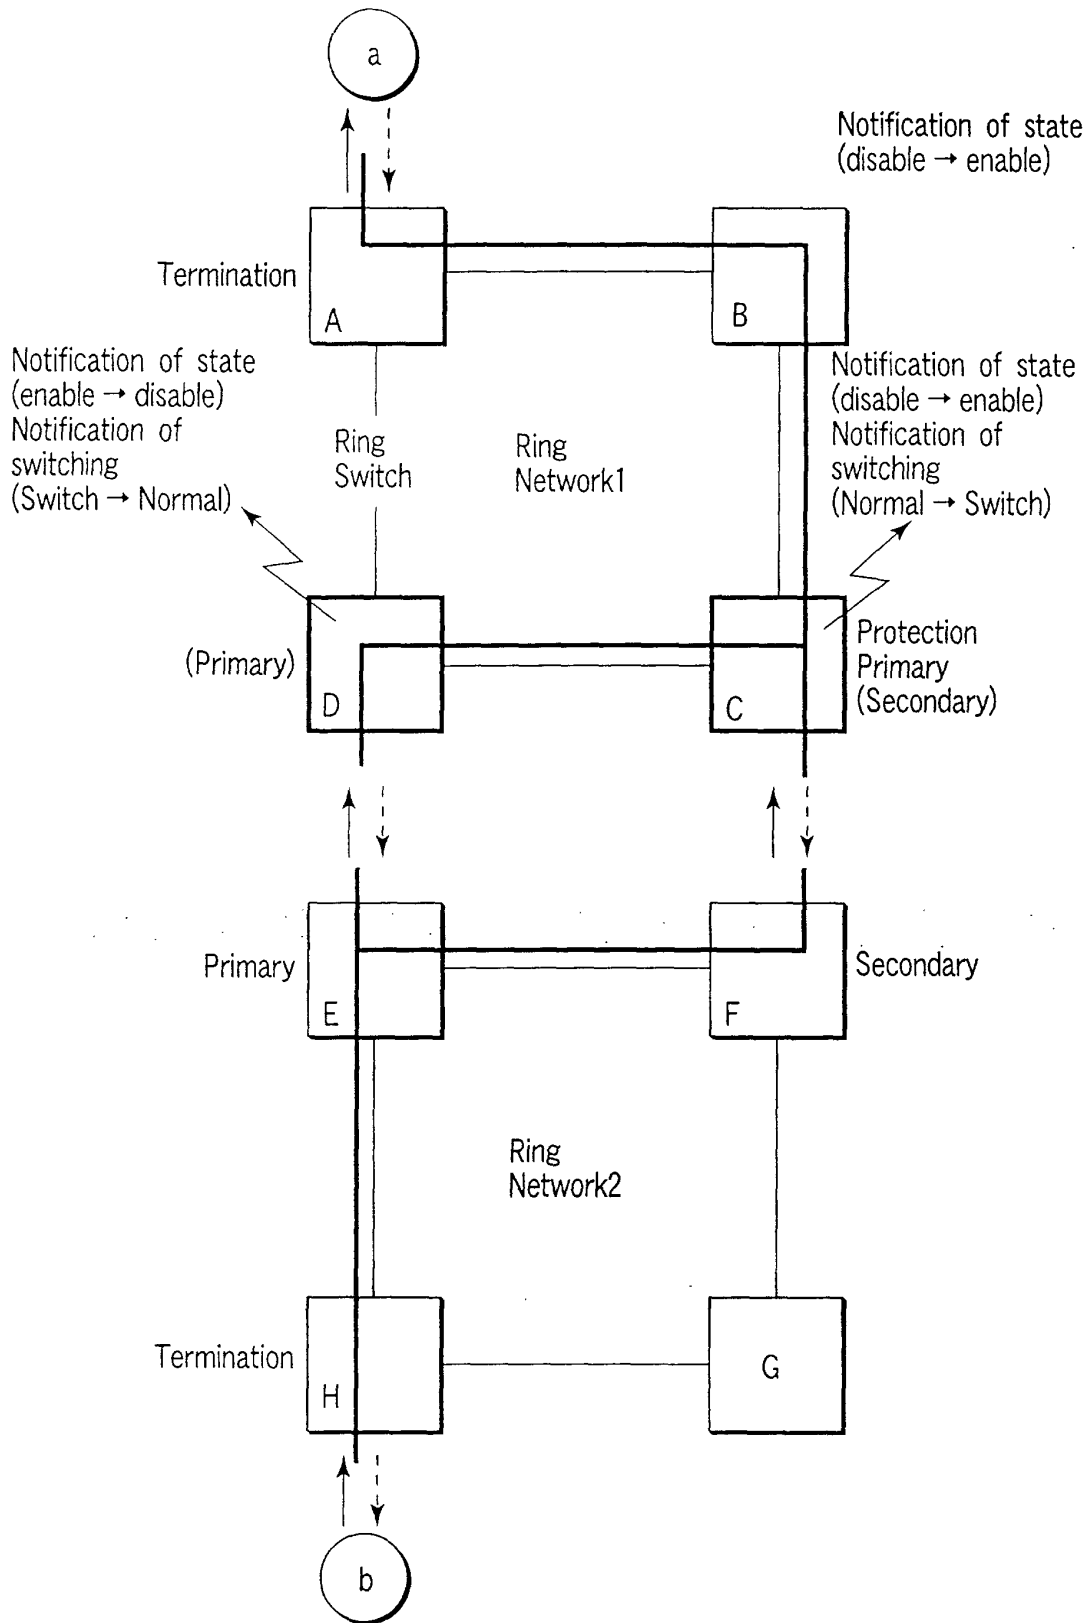 a
Notification of state
(disable → enable)
Termination
A
B
Notification of state
(enable → disable)
Notification of
switching
(Switch → Normal)
Ring
Switch
Ring
Network1
Notification of state
(disable → enable)
Notification of
switching
(Normal → Switch)
(Primary)
D
C
Protection
Primary
(Secondary)
Primary
E
F
Secondary
Ring
Network2
Termination
H
G
b